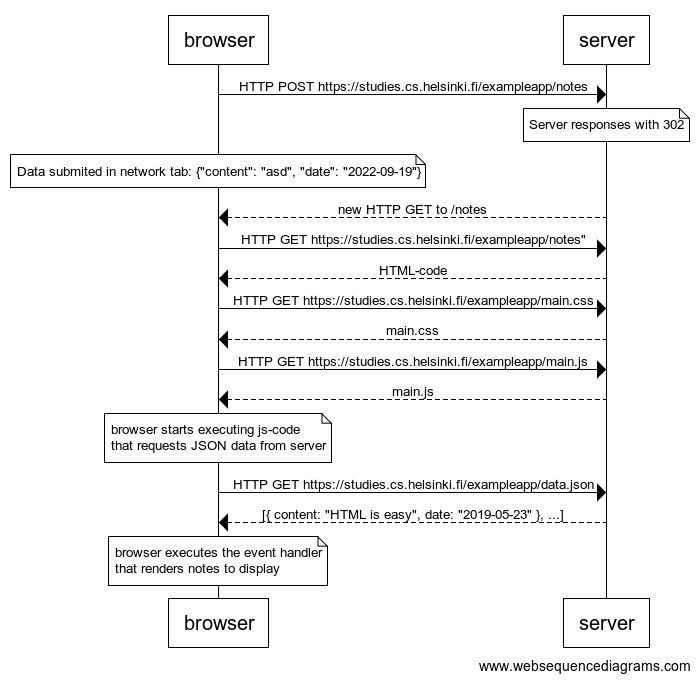 browser
server
HTTP POST https://studies.cs.helsinki.fi/exampleapp/notes
Server responses with 302
Data submited in network tab: {"content": "asd", "date": "2022-09-19"}
new HTTP GET to /notes
HTTP GET https://studies.cs.helsinki.fi/exampleapp/notes"
HTML-code
HTTP GET https://studies.cs.helsinki.fi/exampleapp/main.css
main.css
HTTP GET https://studies.cs.helsinki.fi/exampleapp/main.js
main.js
browser starts executing js-code
that requests JSON data from server
HTTP GET https://studies.cs.helsinki.fi/exampleapp/data.json
[{ content: "HTML is easy", date: "2019-05-23" }, ...]
browser executes the event handler
that renders notes to display
browser
server
www.websequencediagrams.com